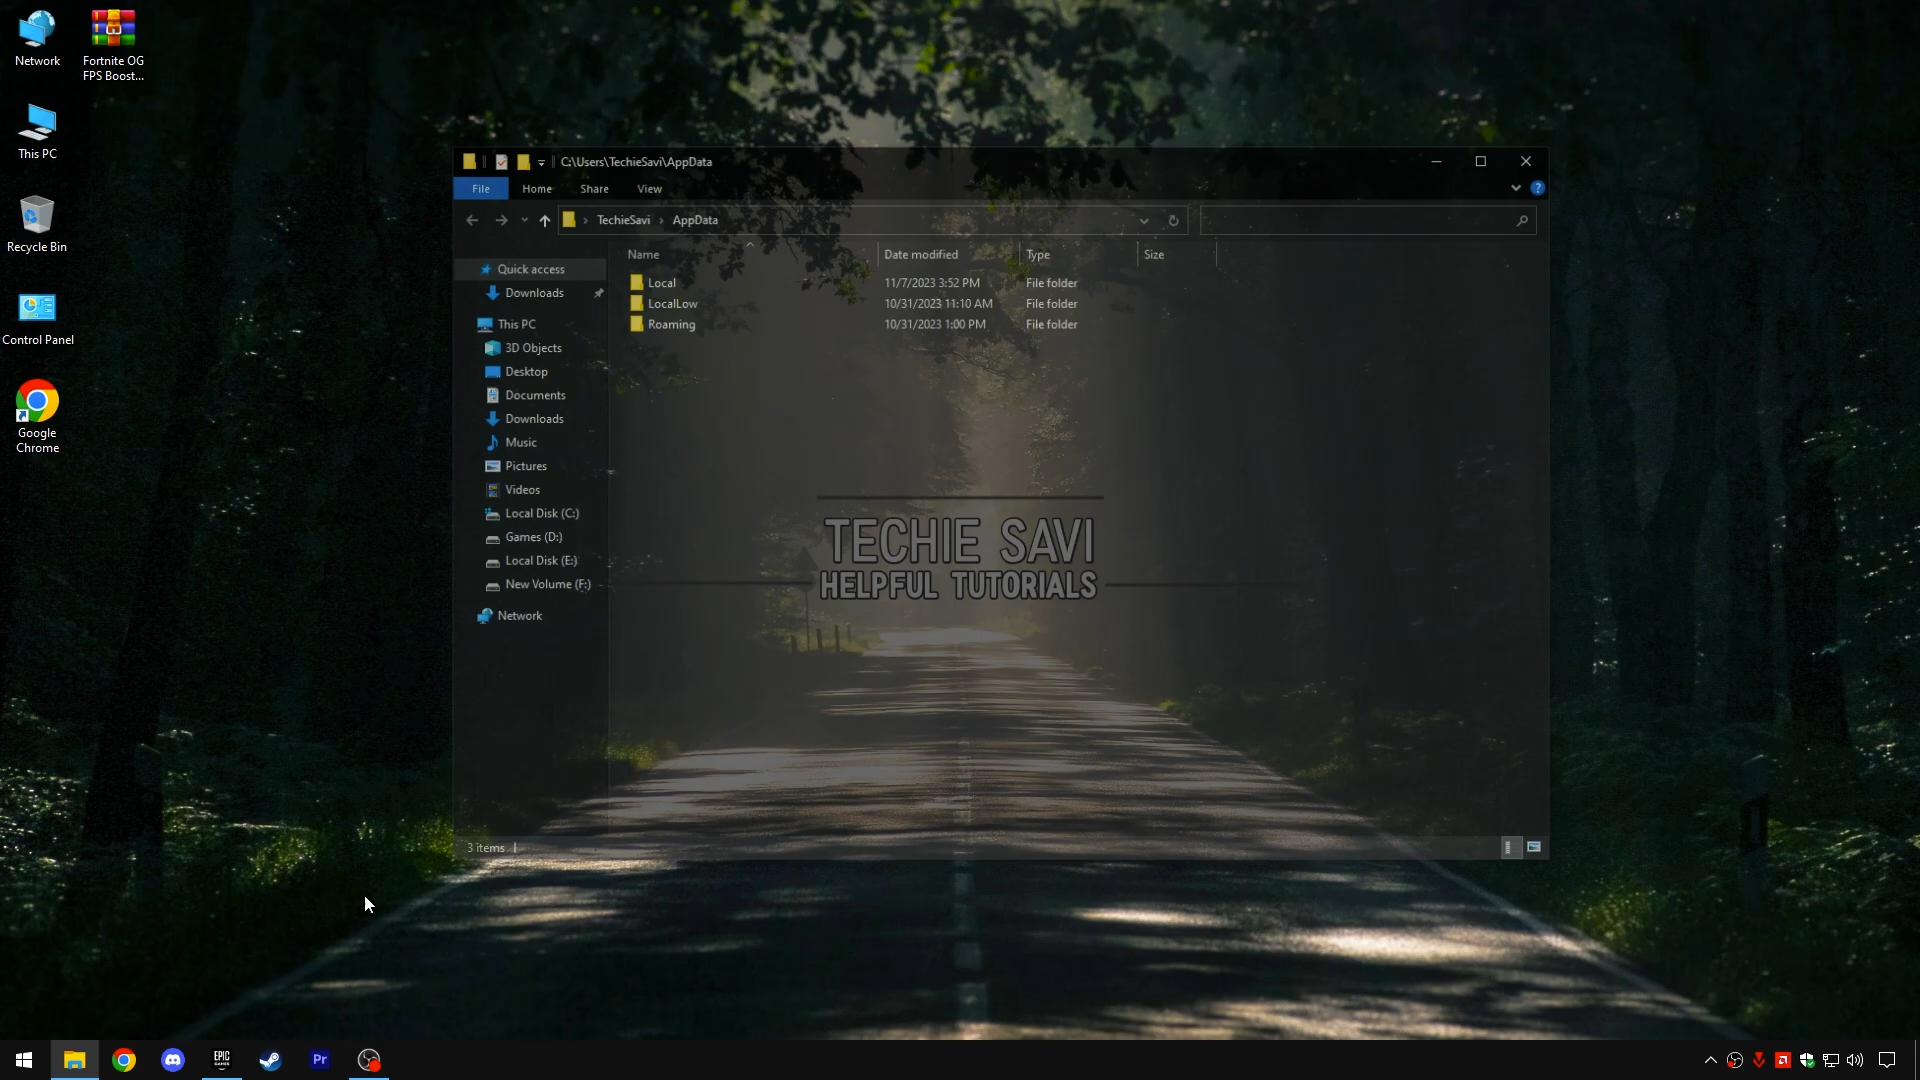 Network
Fortnite OG
FPS Boost...
This PC
Recycle Bin
Control Panel
Google
Chrome
C:\Users\TechieSavi\AppData
File Home Share View
TechieSavi AppData
Name Date modified Type Size
Local 11/7/2023 3:52 PM File folder
LocalLow 10/31/2023 11:10 AM File folder
Roaming 10/31/2023 1:00 PM File folder
Quick access
Downloads
This PC
3D Objects
Desktop
Documents
Downloads
Music
Pictures
Videos
Local Disk (C:)
Games (D:)
Local Disk (E:)
New Volume (F:)
Network
TECHIE SAVI
HELPFUL TUTORIALS
3 items
EPIC
GAMES
Pr